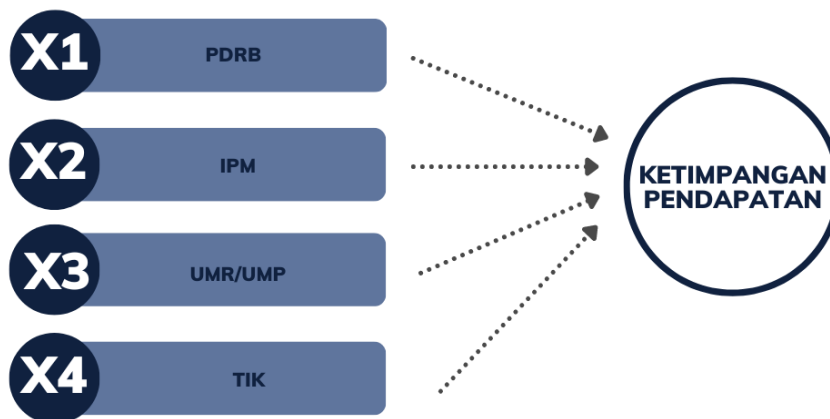 X1
PDRB
X2
IPM
X3
UMR/UMP
X4
TIK
KETIMPANGAN
PENDAPATAN